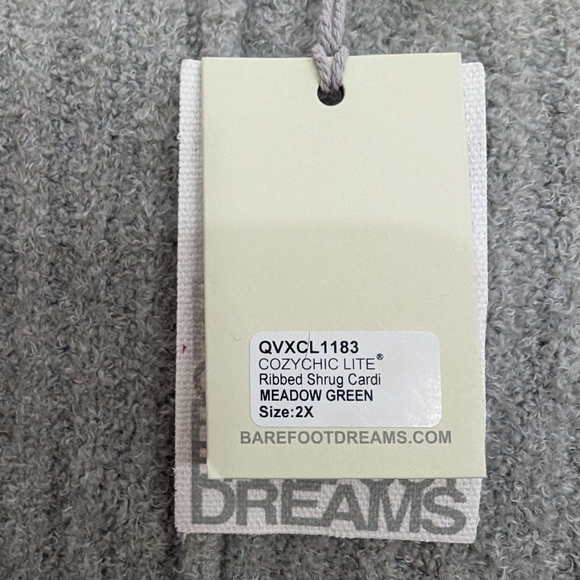 QVXCL1183
COZYCHIC LITE®
Ribbed Shrug Cardi
MEADOW GREEN
Size:2X
BAREFOOTDREAMS.COM
DREAMS